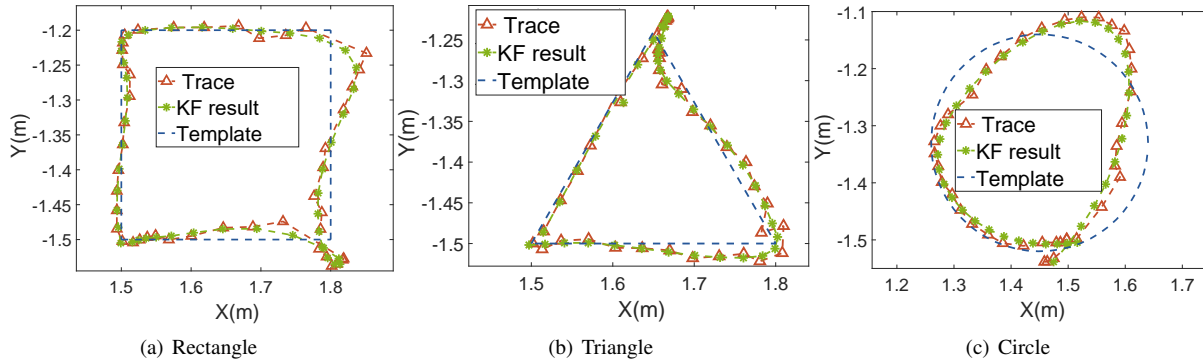 -1.2
-1.25
-1.3
-1.35
-1.4
-1.45
-1.5
Y(m)
Trace
KF result
Template
1.5
1.6
1.7
1.8
X(m)
(a) Rectangle
-1.25
-1.3
-1.35
-1.4
-1.45
-1.5
Y(m)
Trace
KF result
Template
1.5
1.6
1.7
1.8
X(m)
(b) Triangle
-1.1
-1.2
-1.3
-1.4
-1.5
Y(m)
Trace
KF result
Template
1.2
1.3
1.4
1.5
1.6
1.7
X(m)
(c) Circle